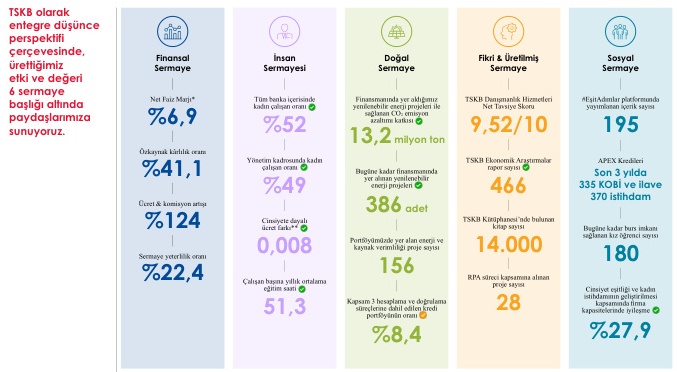 TSKB olarak
entegre düşünce
perspektifi
çerçevesinde,
ürettiğimiz
etki ve değeri
6 sermaye
başlığı altında
paydaşlarımıza
sunuyoruz.
Finansal
Sermaye
Net Faiz Marjı*
%6,9
Özkaynak kârlılık oranı
%41,1
Ücret & komisyon artışı
%124
Sermaye yeterlilik oranı
%22,4
İnsan
Sermayesi
Tüm banka içerisinde
kadın çalışan oranı
%52
Yönetim kadrosunda kadın
çalışan oranı
%49
Cinsiyete dayalı
ücret farkı**
0,008
Çalışan başına yıllık ortalama
eğitim saati
51,3
Doğal
Sermaye
Finansmanında yer aldığımız
yenilenebilir enerji projeleri ile
sağlanan CO₂ emisyon
azaltım katkısı
13,2 milyon ton
Bugüne kadar finansmanında
yer alınan yenilenebilir
enerji projeleri
386 adet
Portföyümüzde yer alan enerji ve
kaynak verimliliği proje sayısı
156
Kapsam 3 hesaplama ve doğrulama
süreçlerine dahil edilen kredi
portföyünün oranı
%8,4
Fikri & Üretilmiş
Sermaye
TSKB Danışmanlık Hizmetleri
Net Tavsiye Skoru
9,52/10
TSKB Ekonomik Araştırmalar
rapor sayısı
466
TSKB Kütüphanesi'nde bulunan
kitap sayısı
14.000
RPA süreci kapsamına alınan
proje sayısı
28
Sosyal
Sermaye
#EşitAdımlar platformunda
yayımlanan içerik sayısı
195
APEX Kredileri
Son 3 yılda
335 KOBİ ve ilave
370 istihdam
Bugüne kadar burs imkanı
sağlanan kız öğrenci sayısı
180
Cinsiyet eşitliği ve kadın
istihdamının geliştirilmesi
kapsamında firma
kapasitelerinde iyileşme
%27,9